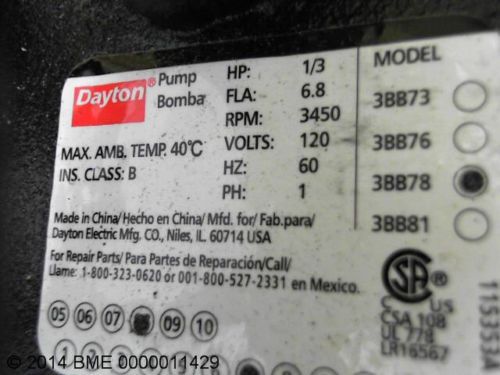 Dayton® Pump
Bomba
MAX. AMB. TEMP. 40°C
INS. CLASS: B
HP: 1/3
FLA: 6.8
RPM: 3450
VOLTS: 120
HZ: 60
PH: 1
MODEL
3BB73
3BB76
3BB78
3BB81
Made in China/ Hecho en China/ Mfd. for/ Fab.para/
Dayton Electric Mfg. CO., Niles, IL. 60714 USA
For Repair Parts/ Para Partes de Reparación/Call/
Llame: 1-800-323-0620 or 001-800-527-2331 en Mexico.
05 06 07 09 10
C US
CSA 108
UL 778
LR16567
115353A
© 2014 BME 0000011429